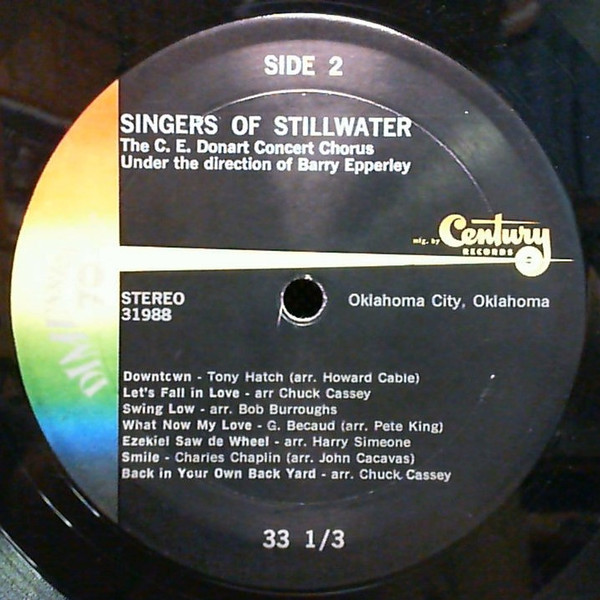 SIDE 2
SINGERS OF STILLWATER
The C. E. Donart Concert Chorus
Under the direction of Barry Epperley
mfg. by Century
RECORDS
STEREO
31988
Oklahoma City, Oklahoma
Downtown - Tony Hatch (arr. Howard Cable)
Let's Fall in Love - arr Chuck Cassey
Swing Low - arr. Bob Burroughs
What Now My Love - G. Becaud (arr. Pete King)
Ezekiel Saw de Wheel - arr. Harry Simeone
Smile - Charles Chaplin (arr. John Cacavas)
Back in Your Own Back Yard - arr. Chuck Cassey
33 1/3